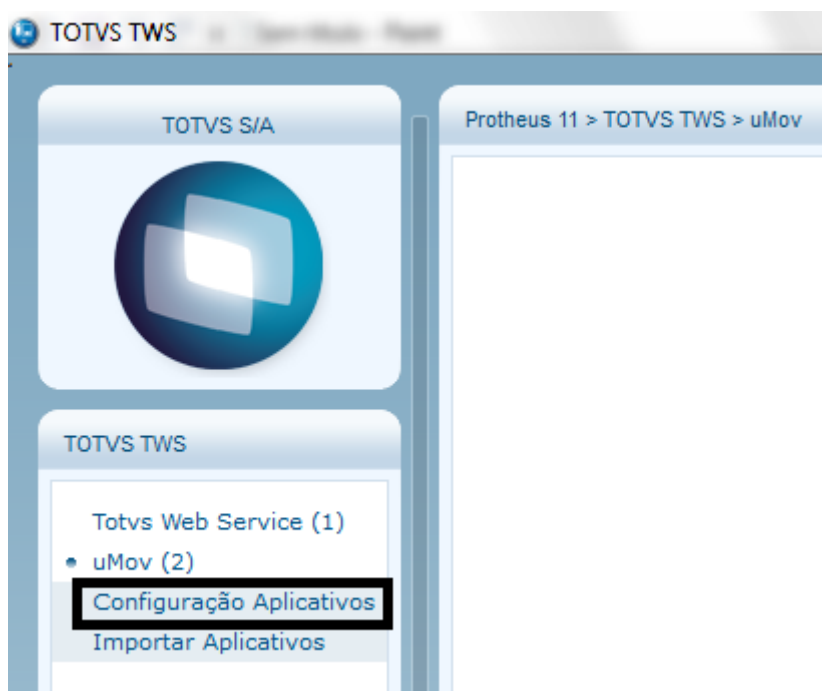 TOTVS TWS
TOTVS S/A
Protheus 11 > TOTVS TWS > uMov
TOTVS TWS
Totvs Web Service (1)
uMov (2)
Configuração Aplicativos
Importar Aplicativos